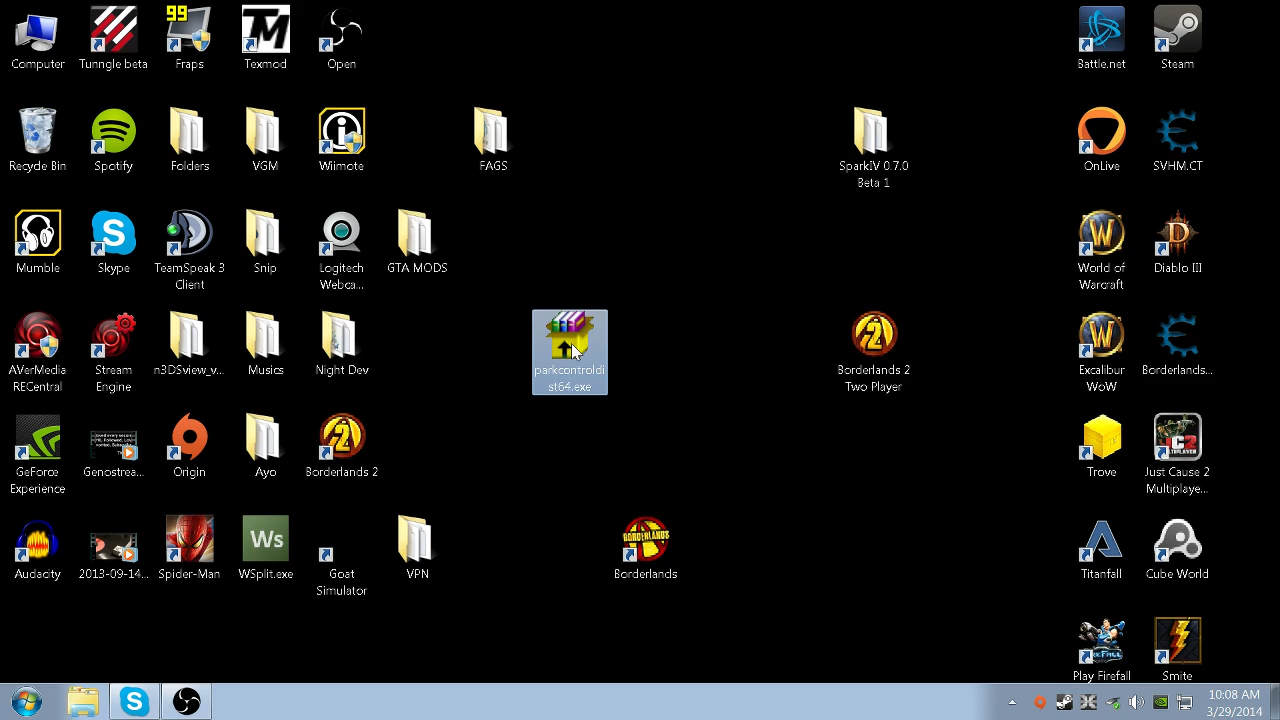 99
Computer
Tunngle beta
Fraps
Texmod
Open
Battle.net
Steam
Recycle Bin
Spotify
Folders
VGM
Wiimote
FAGS
SparkIV 0.7.0
Beta 1
OnLive
SVHM.CT
Mumble
Skype
TeamSpeak 3
Client
Snip
Logitech
Webca...
GTA MODS
World of
Warcraft
Diablo III
AVerMedia
RECentral
Stream
Engine
n3DSview_v...
Musics
Night Dev
parkcontroldi
st64.exe
Borderlands 2
Two Player
Excalibur
WoW
Borderlands...
GeForce
Experience
Genostrea...
Origin
Ayo
Borderlands 2
Trove
Just Cause 2
Multiplaye...
Audacity
2013-09-14...
Spider-Man
Ws
WSplit.exe
Goat
Simulator
VPN
BORDERLANDS
Borderlands
Titanfall
Cube World
Play Firefall
Smite
10:08 AM
3/29/2014